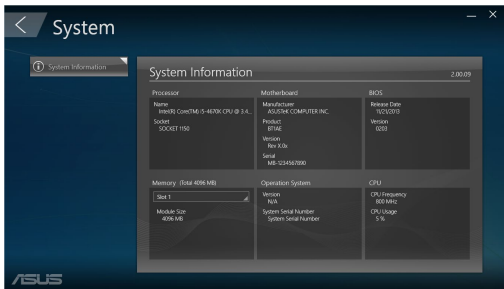 System
System Information
System Information
2.00.09
Processor
Name
Intel(R) Core(TM) i5-4670K CPU @ 3.4...
Socket
SOCKET 1150
Motherboard
Manufacturer
ASUSTeK COMPUTER INC.
Product
BT1AE
Version
Rev X.0x
Serial
MB-1234567890
BIOS
Release Date
11/21/2013
Version
0203
Memory (Total 4096 MB)
Slot 1
Module Size
4096 MB
Operation System
Version
N/A
System Serial Number
System Serial Number
CPU
CPU Frequency
800 MHz
CPU Usage
5 %
ASUS